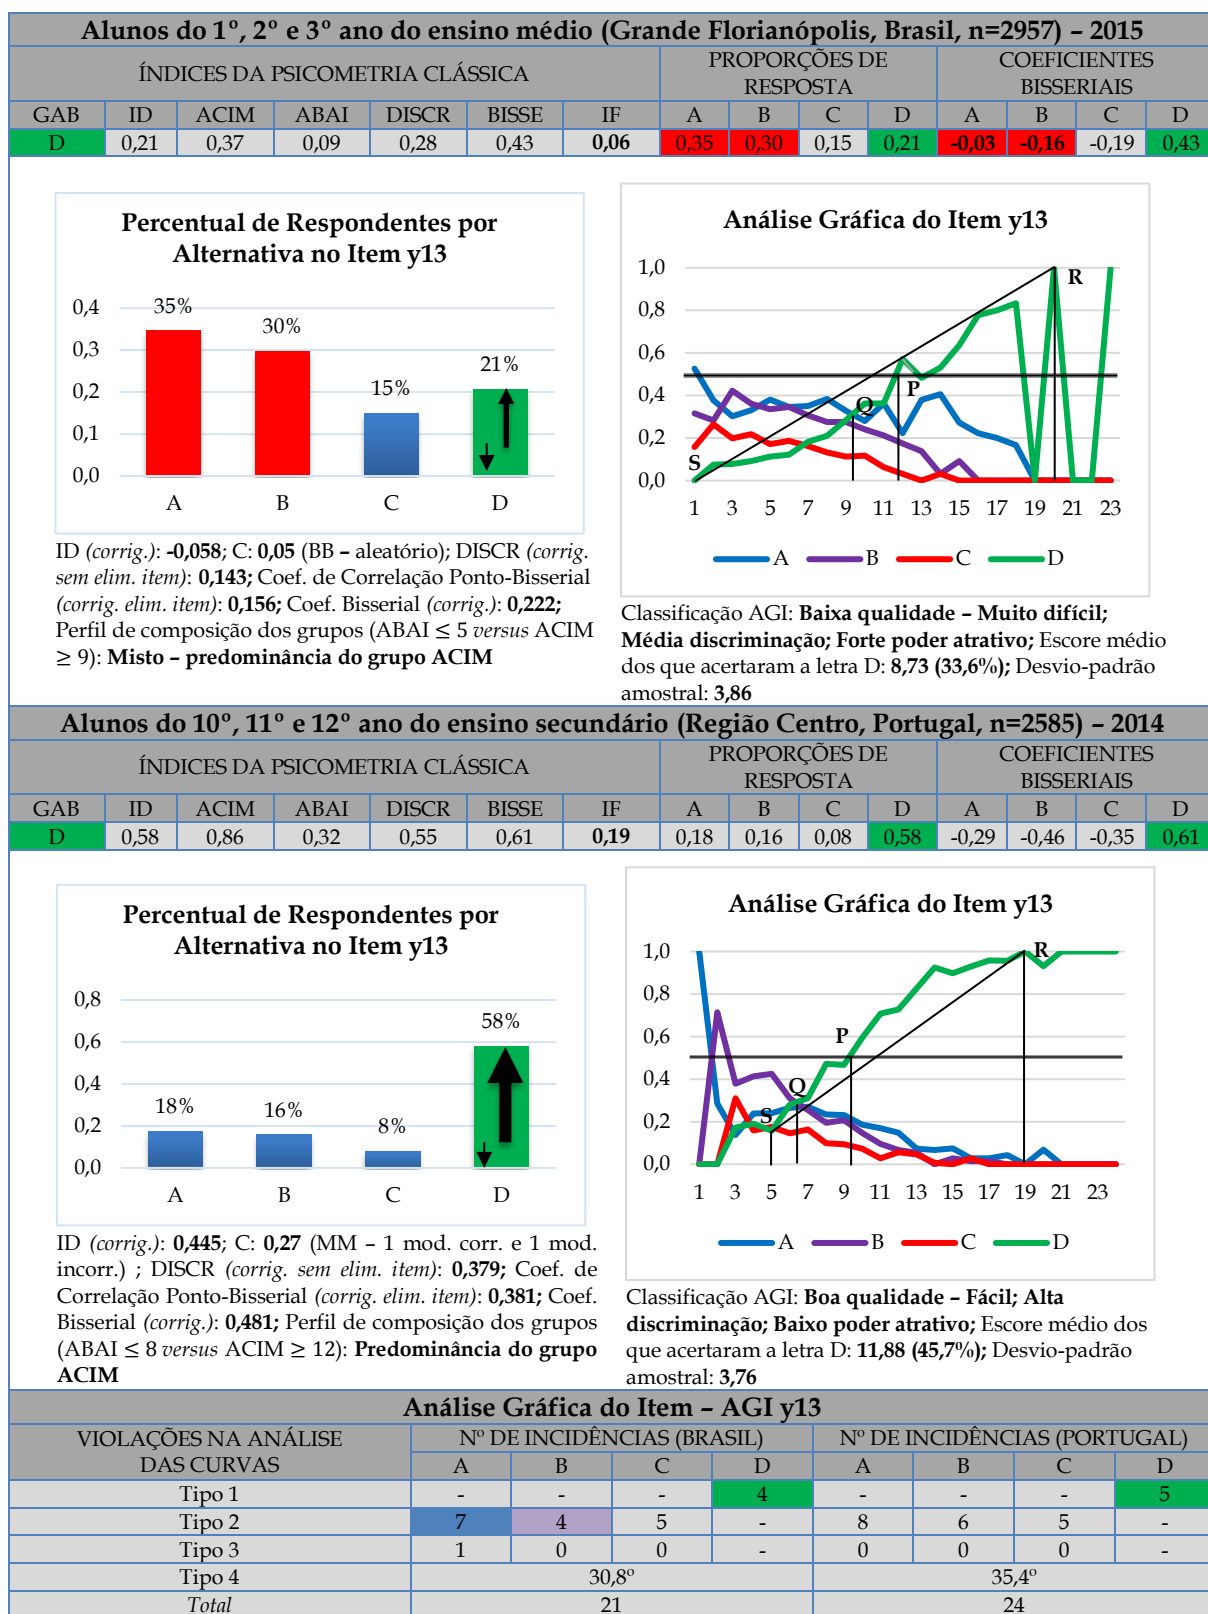 Alunos do 1º, 2º e 3º ano do ensino médio (Grande Florianópolis, Brasil, n=2957) – 2015
ÍNDICES DA PSICOMETRIA CLÁSSICA
PROPORÇÕES DE RESPOSTA
COEFICIENTES BISSERIAIS
GAB ID ACIM ABAI DISCR BISSE IF A B C D A B C D
D 0,21 0,37 0,09 0,28 0,43 0,06 0,35 0,30 0,15 0,21 -0,03 -0,16 -0,19 0,43
Percentual de Respondentes por
Alternativa no Item y13
0,4
0,3
0,2
0,1
0,0
35%
30%
15%
21%
A B C D
ID (corrig.): -0,058; C: 0,05 (BB – aleatório); DISCR (corrig.
sem elim. item): 0,143; Coef. de Correlação Ponto-Bisserial
(corrig. elim. item): 0,156; Coef. Bisserial (corrig.): 0,222;
Perfil de composição dos grupos (ABAI ≤ 5 versus ACIM
≥ 9): Misto – predominância do grupo ACIM
Análise Gráfica do Item y13
1,0
0,8
0,6
0,4
0,2
0,0
S
Q
P
R
1 3 5 7 9 11 13 15 17 19 21 23
A B C D
Classificação AGI: Baixa qualidade – Muito difícil;
Média discriminação; Forte poder atrativo; Escore médio
dos que acertaram a letra D: 8,73 (33,6%); Desvio-padrão
amostral: 3,86
Alunos do 10º, 11º e 12º ano do ensino secundário (Região Centro, Portugal, n=2585) – 2014
ÍNDICES DA PSICOMETRIA CLÁSSICA
PROPORÇÕES DE RESPOSTA
COEFICIENTES BISSERIAIS
GAB ID ACIM ABAI DISCR BISSE IF A B C D A B C D
D 0,58 0,86 0,32 0,55 0,61 0,19 0,18 0,16 0,08 0,58 -0,29 -0,46 -0,35 0,61
Percentual de Respondentes por
Alternativa no Item y13
0,8
0,6
0,4
0,2
0,0
18%
16%
8%
58%
A B C D
ID (corrig.): 0,445; C: 0,27 (MM – 1 mod. corr. e 1 mod.
incorr.) ; DISCR (corrig. sem elim. item): 0,379; Coef. de
Correlação Ponto-Bisserial (corrig. elim. item): 0,381; Coef.
Bisserial (corrig.): 0,481; Perfil de composição dos grupos
(ABAI ≤ 8 versus ACIM ≥ 12): Predominância do grupo
ACIM
Análise Gráfica do Item y13
1,0
0,8
0,6
0,4
0,2
0,0
S
Q
P
R
1 3 5 7 9 11 13 15 17 19 21 23
A B C D
Classificação AGI: Boa qualidade – Fácil; Alta
discriminação; Baixo poder atrativo; Escore médio dos
que acertaram a letra D: 11,88 (45,7%); Desvio-padrão
amostral: 3,76
Análise Gráfica do Item – AGI y13
VIOLAÇÕES NA ANÁLISE DAS CURVAS
Nº DE INCIDÊNCIAS (BRASIL)
Nº DE INCIDÊNCIAS (PORTUGAL)
A B C D A B C D
Tipo 1 - - - 4 - - - 5
Tipo 2 7 4 5 - 8 6 5 -
Tipo 3 1 0 0 - 0 0 0 -
Tipo 4 30,8º 35,4º
Total 21 24